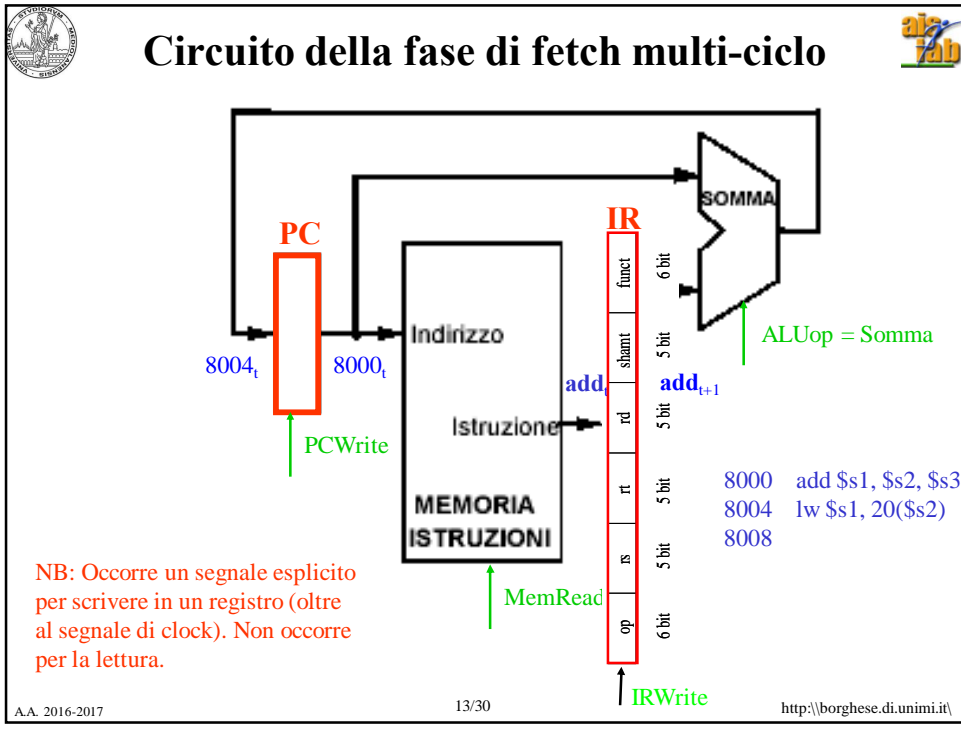 Circuito della fase di fetch multi-ciclo
SOMMA
ALUop = Somma
PC
8004t
8000t
PCWrite
Indirizzo
Istruzione
MEMORIA
ISTRUZIONI
MemRead
IR
funct
6 bit
shamt
5 bit
addt
addt+1
rd
5 bit
rt
5 bit
rs
5 bit
op
6 bit
IRWrite
8000 add $s1, $s2, $s3
8004 lw $s1, 20($s2)
8008
NB: Occorre un segnale esplicito
per scrivere in un registro (oltre
al segnale di clock). Non occorre
per la lettura.
A.A. 2016-2017
13/30
http:\\borghese.di.unimi.it\